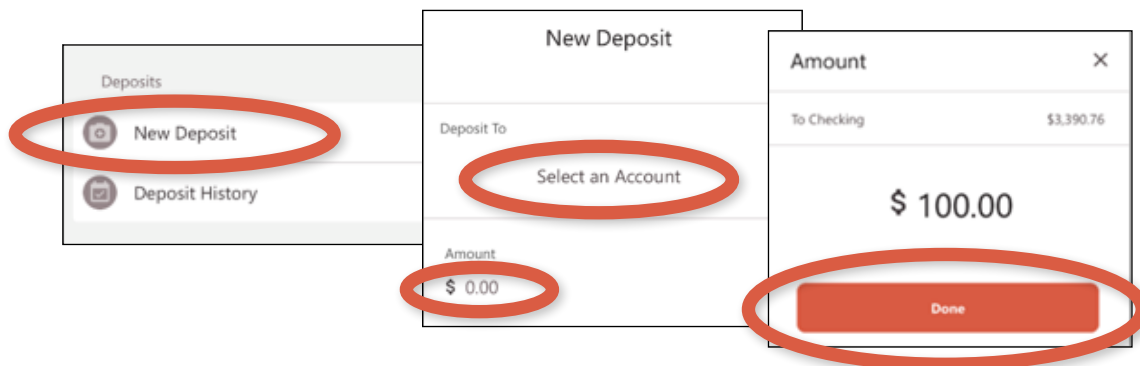 Deposits
New Deposit
Deposit History
New Deposit
Deposit To
Select an Account
Amount
$ 0.00
Amount ×
To Checking $3,390.76
$ 100.00
Done